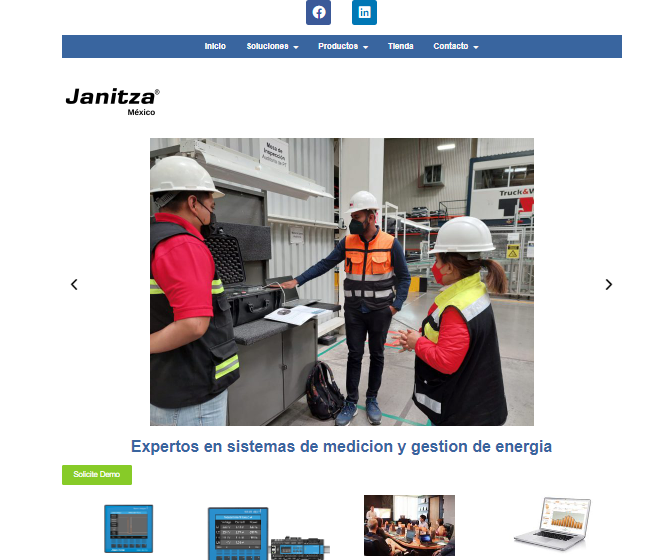 Inicio Soluciones Productos Tienda Contacto
Janitza®
México
Mesa de
Inspección
Truck&W
Expertos en sistemas de medicion y gestion de energia
Solicite Demo